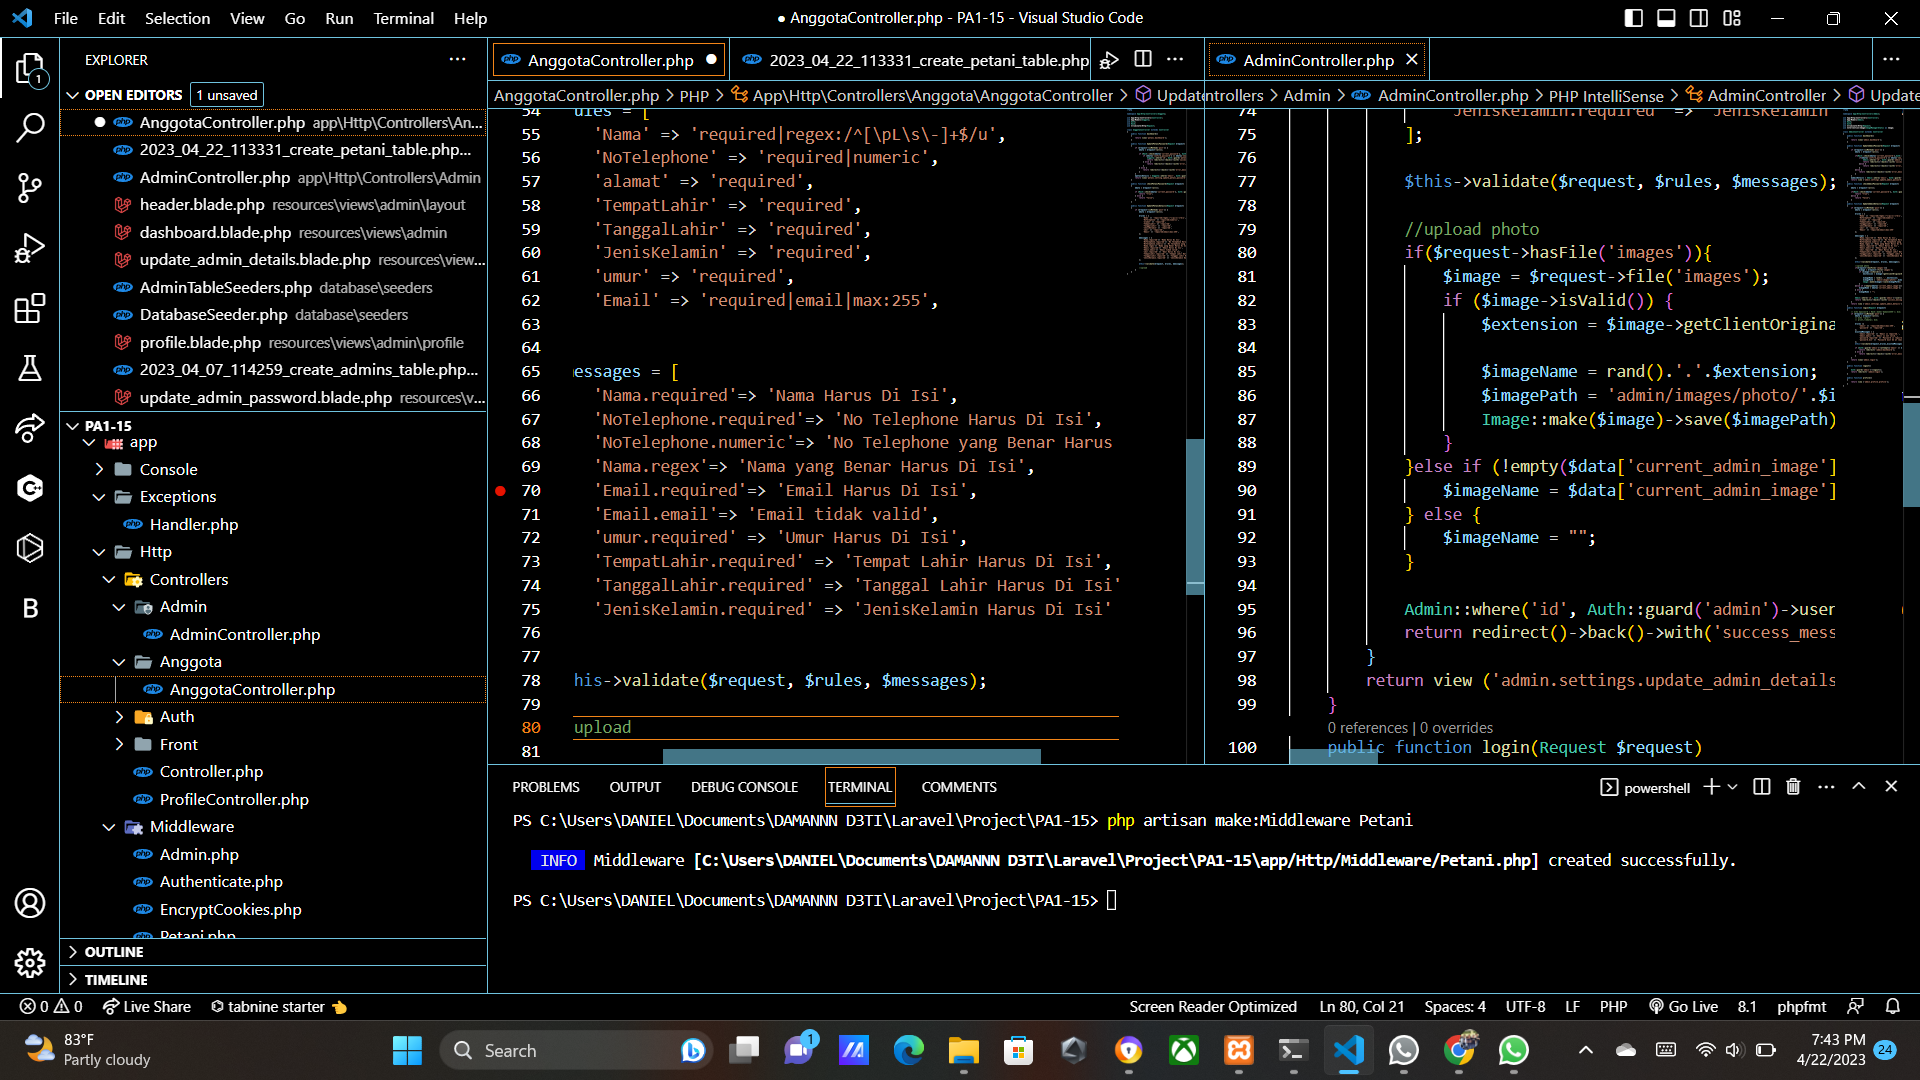 File Edit Selection View Go Run Terminal Help
● AnggotaController.php - PA1-15 - Visual Studio Code
EXPLORER
OPEN EDITORS 1 unsaved
AnggotaController.php app\Http\Controllers\An...
2023_04_22_113331_create_petani_table.php...
AdminController.php app\Http\Controllers\Admin
header.blade.php resources\views\admin\layout
dashboard.blade.php resources\views\admin
update_admin_details.blade.php resources\view...
AdminTableSeeders.php database\seeders
DatabaseSeeder.php database\seeders
profile.blade.php resources\views\admin\profile
2023_04_07_114259_create_admins_table.php...
update_admin_password.blade.php resources\v...
PA1-15
app
Console
Exceptions
Handler.php
Http
Controllers
Admin
AdminController.php
Anggota
AnggotaController.php
Auth
Front
Controller.php
ProfileController.php
Middleware
Admin.php
Authenticate.php
EncryptCookies.php
Petani.php
OUTLINE
TIMELINE
AnggotaController.php
2023_04_22_113331_create_petani_table.php
AnggotaController.php > PHP > App\Http\Controllers\Anggota\AnggotaController > Update
54 ules = [
55 'Nama' => 'required|regex:/^[\pL\s\-]+$/u',
56 'NoTelephone' => 'required|numeric',
57 'alamat' => 'required',
58 'TempatLahir' => 'required',
59 'TanggalLahir' => 'required',
60 'JenisKelamin' => 'required',
61 'umur' => 'required',
62 'Email' => 'required|email|max:255',
63
64
65 essages = [
66 'Nama.required'=> 'Nama Harus Di Isi',
67 'NoTelephone.required'=> 'No Telephone Harus Di Isi',
68 'NoTelephone.numeric'=> 'No Telephone yang Benar Harus
69 'Nama.regex'=> 'Nama yang Benar Harus Di Isi',
70 'Email.required'=> 'Email Harus Di Isi',
71 'Email.email'=> 'Email tidak valid',
72 'umur.required' => 'Umur Harus Di Isi',
73 'TempatLahir.required' => 'Tempat Lahir Harus Di Isi',
74 'TanggalLahir.required' => 'Tanggal Lahir Harus Di Isi'
75 'JenisKelamin.required' => 'JenisKelamin Harus Di Isi'
76
77
78 his->validate($request, $rules, $messages);
79
80 upload
81
AdminController.php
ntrollers > Admin > AdminController.php > PHP IntelliSense > AdminController > Update
74 'JenisKelamin.required' => 'JenisKelamin
75 ];
76
77 $this->validate($request, $rules, $messages);
78
79 //upload photo
80 if($request->hasFile('images')){
81 $image = $request->file('images');
82 if ($image->isValid()) {
83 $extension = $image->getClientOrigina
84
85 $imageName = rand().'.'.$extension;
86 $imagePath = 'admin/images/photo/'.$i
87 Image::make($image)->save($imagePath)
88 }
89 }else if (!empty($data['current_admin_image']
90 $imageName = $data['current_admin_image']
91 } else {
92 $imageName = "";
93 }
94
95 Admin::where('id', Auth::guard('admin')->user
96 return redirect()->back()->with('success_mess
97 }
98 return view ('admin.settings.update_admin_details
99 }
0 references | 0 overrides
100 public function login(Request $request)
PROBLEMS OUTPUT DEBUG CONSOLE TERMINAL COMMENTS
powershell
PS C:\Users\DANIEL\Documents\DAMANNN D3TI\Laravel\Project\PA1-15> php artisan make:Middleware Petani
INFO Middleware [C:\Users\DANIEL\Documents\DAMANNN D3TI\Laravel\Project\PA1-15\app/Http/Middleware/Petani.php] created successfully.
PS C:\Users\DANIEL\Documents\DAMANNN D3TI\Laravel\Project\PA1-15>
0 0 Live Share tabnine starter
Screen Reader Optimized Ln 80, Col 21 Spaces: 4 UTF-8 LF PHP Go Live 8.1 phpfmt
83°F
Partly cloudy
Search
1
7:43 PM
4/22/2023
24